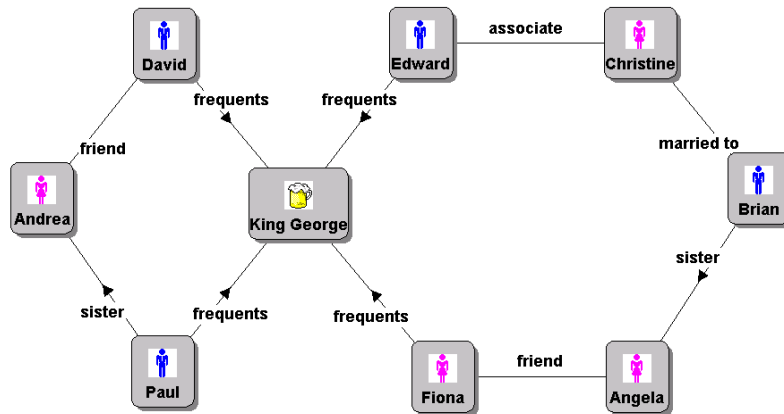 associate
David
Edward
Christine
frequents
frequents
friend
married to
Andrea
King George
Brian
sister
sister
frequents
frequents
friend
Paul
Fiona
Angela